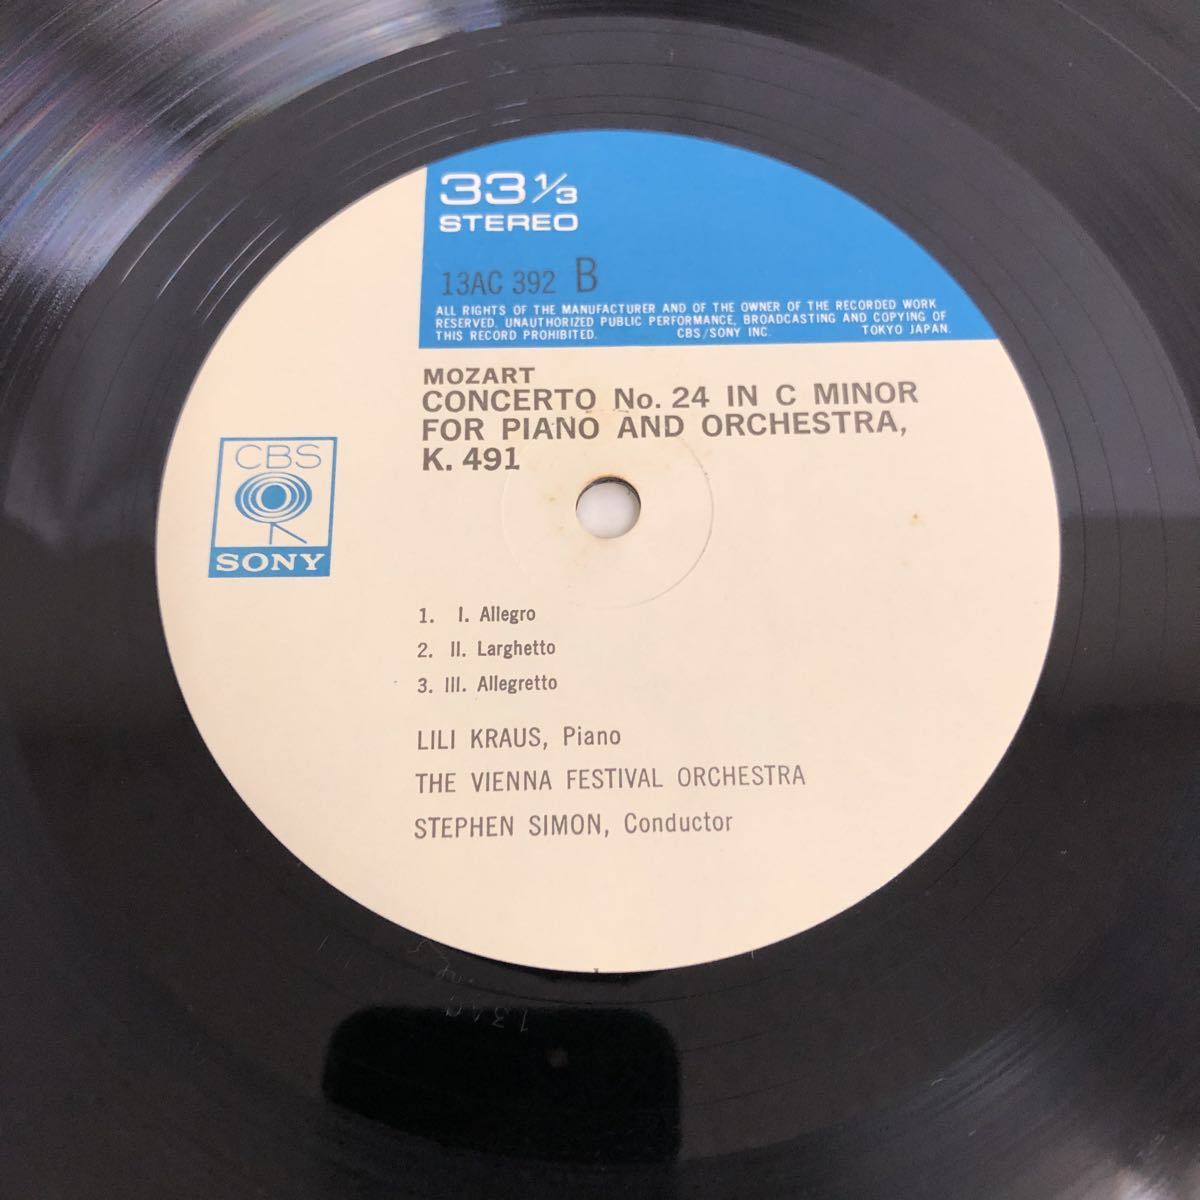 33 1/3
STEREO
13AC 392 B
ALL RIGHTS OF THE MANUFACTURER AND OF THE OWNER OF THE RECORDED WORK
RESERVED. UNAUTHORIZED PUBLIC PERFORMANCE, BROADCASTING AND COPYING OF
THIS RECORD PROHIBITED. CBS/SONY INC. TOKYO JAPAN.
MOZART
CONCERTO No. 24 IN C MINOR
FOR PIANO AND ORCHESTRA,
K. 491
CBS
SONY
1. I. Allegro
2. II. Larghetto
3. III. Allegretto
LILI KRAUS, Piano
THE VIENNA FESTIVAL ORCHESTRA
STEPHEN SIMON, Conductor